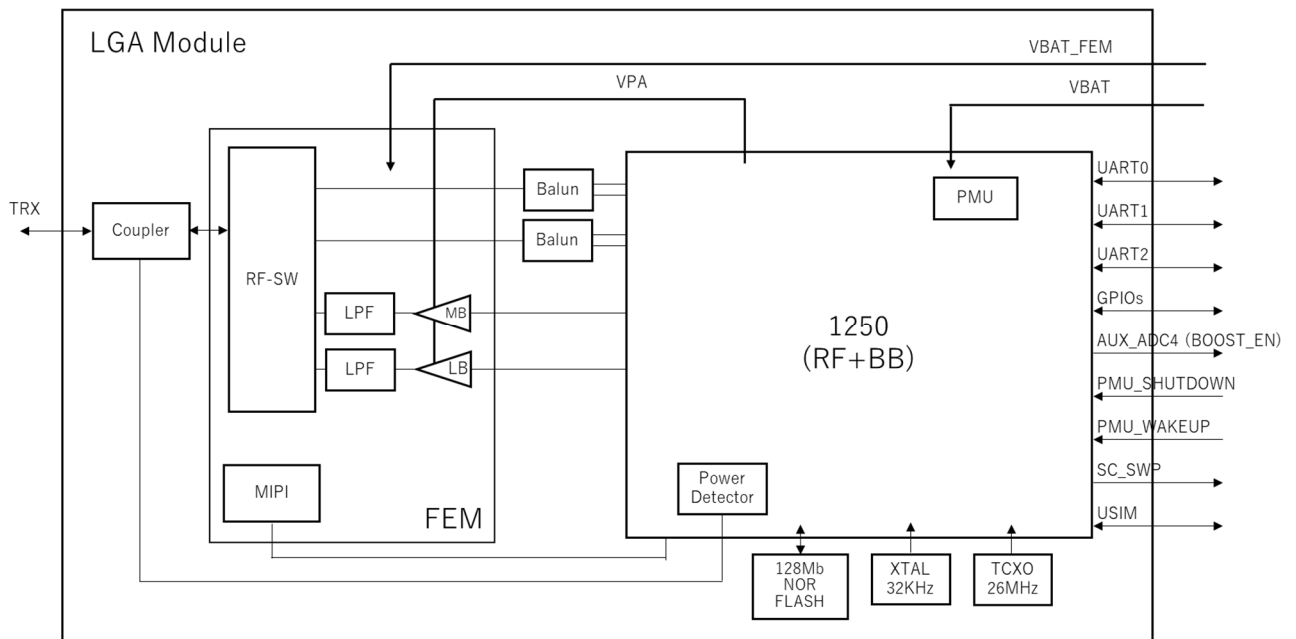 LGA Module
VBAT_FEM
VPA
VBAT
UART0
Balun
PMU
TRX
Coupler
UART1
Balun
UART2
RF-SW
GPIOs
LPF
MB
1250
(RF+BB)
AUX_ADC4 (BOOST_EN)
LPF
LB
PMU_SHUTDOWN
PMU_WAKEUP
SC_SWP
Power
Detector
MIPI
FEM
USIM
128Mb
NOR
FLASH
XTAL
32KHz
TCXO
26MHz